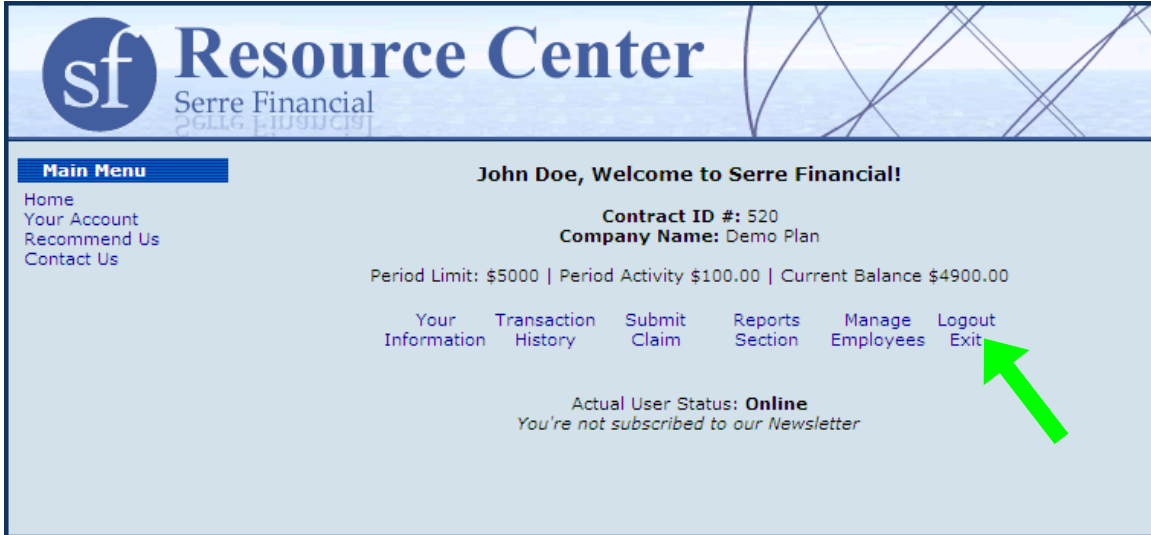 sf
Resource Center
Serre Financial
Main Menu
Home
Your Account
Recommend Us
Contact Us
John Doe, Welcome to Serre Financial!
Contract ID #: 520
Company Name: Demo Plan
Period Limit: $5000 | Period Activity $100.00 | Current Balance $4900.00
Your Transaction Submit Reports Manage Logout
Information History Claim Section Employees Exit
Actual User Status: Online
You're not subscribed to our Newsletter